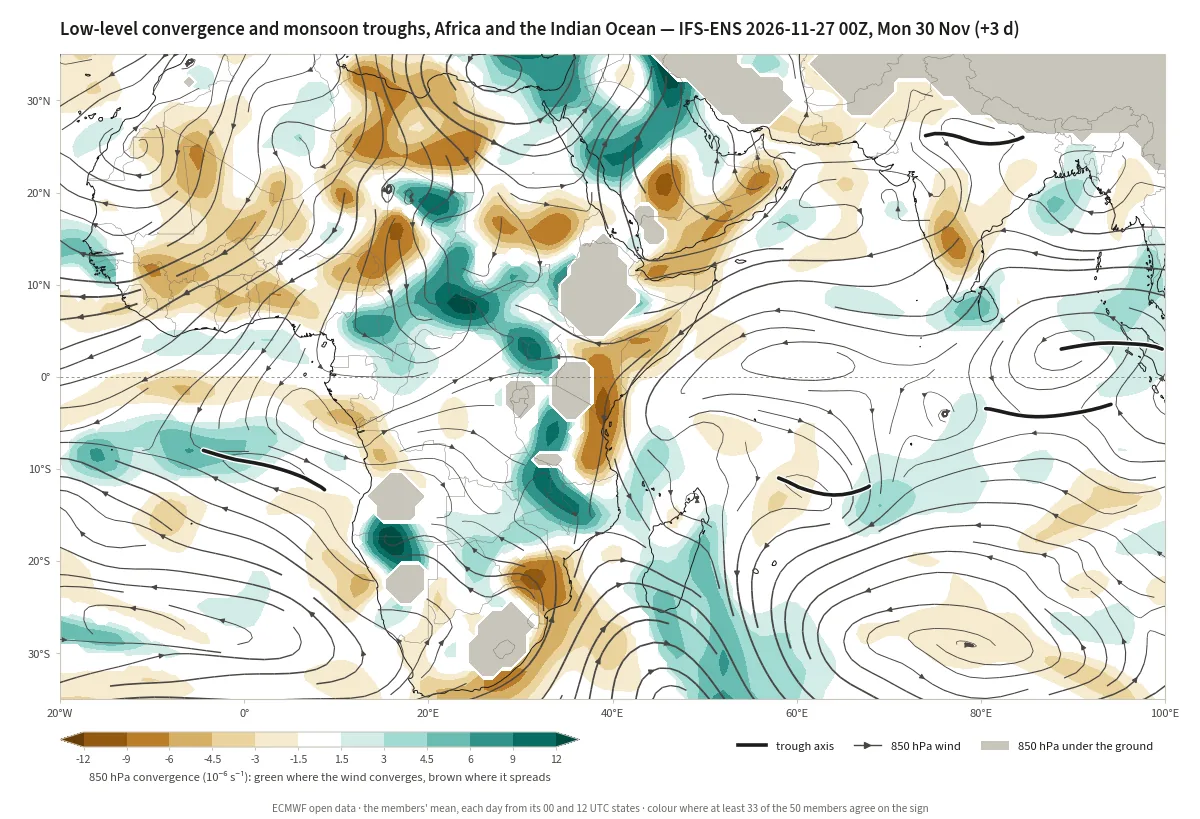 Low-level convergence and monsoon troughs, Africa and the Indian Ocean — IFS-ENS 2026-11-27 00Z, Mon 30 Nov (+3 d)
30°N
20°N
10°N
0°
10°S
20°S
30°S
20°W 0° 20°E 40°E 60°E 80°E 100°E
-12 -9 -6 -4.5 -3 -1.5 1.5 3 4.5 6 9 12
850 hPa convergence (10⁻⁶ s⁻¹): green where the wind converges, brown where it spreads
trough axis 850 hPa wind 850 hPa under the ground
ECMWF open data · the members' mean, each day from its 00 and 12 UTC states · colour where at least 33 of the 50 members agree on the sign